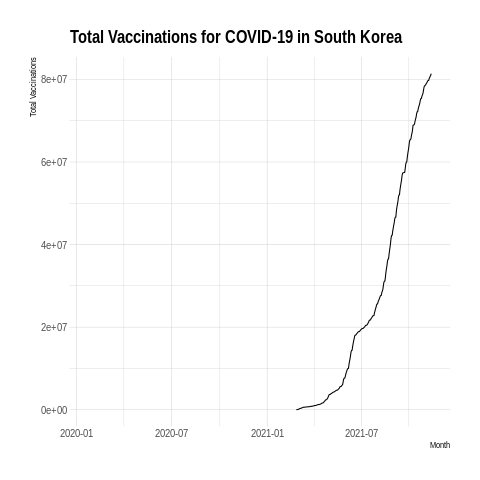 Total Vaccinations for COVID-19 in South Korea
Total Vaccinations
8e+07
6e+07
4e+07
2e+07
0e+00
2020-01 2020-07 2021-01 2021-07
Month